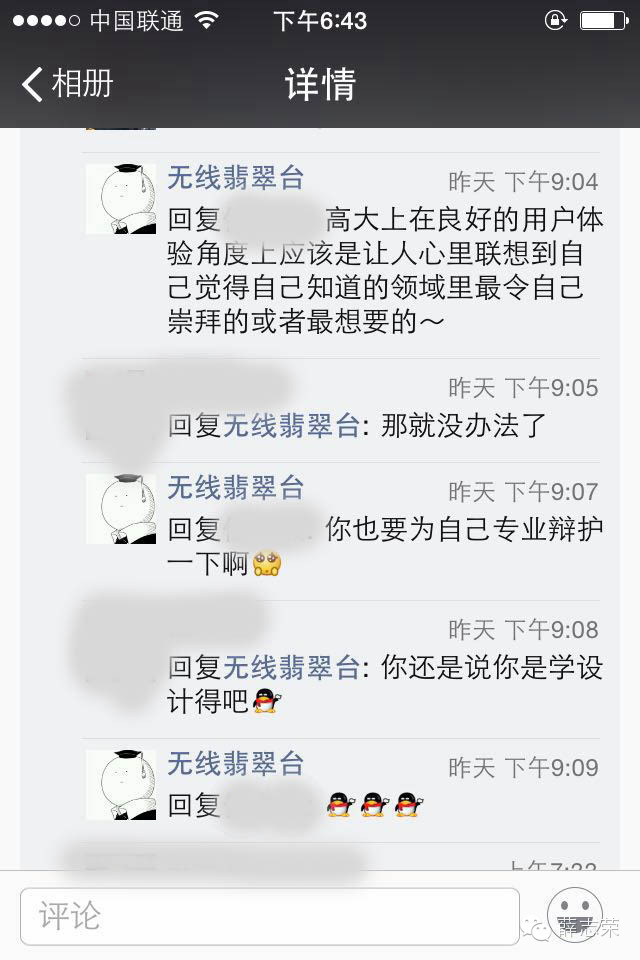 中国联通 下午6:43
相册 详情
无线翡翠台 昨天 下午9:04
回复 高大上在良好的用户体
验角度上应该是让人心里联想到自
己觉得自己知道的领域里最令自己
崇拜的或者最想要的～
昨天 下午9:05
回复无线翡翠台: 那就没办法了
无线翡翠台 昨天 下午9:07
回复 你也要为自己专业辩护
一下啊
昨天 下午9:08
回复无线翡翠台: 你还是说你是学设
计得吧
无线翡翠台 昨天 下午9:09
回复
上午7:22
评论
薛志荣